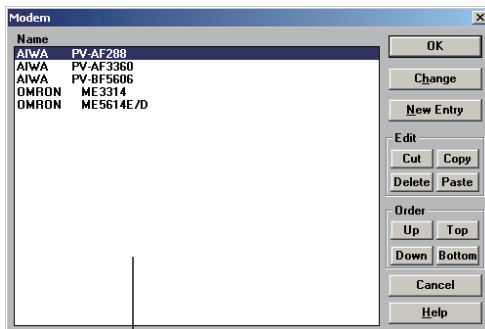 Modem
Name
AIWA PV-AF288
AIWA PV-AF3360
AIWA PV-BF5606
OMRON ME3314
OMRON ME5614E/D
OK
Change
New Entry
Edit
Cut Copy
Delete Paste
Order
Up Top
Down Bottom
Cancel
Help